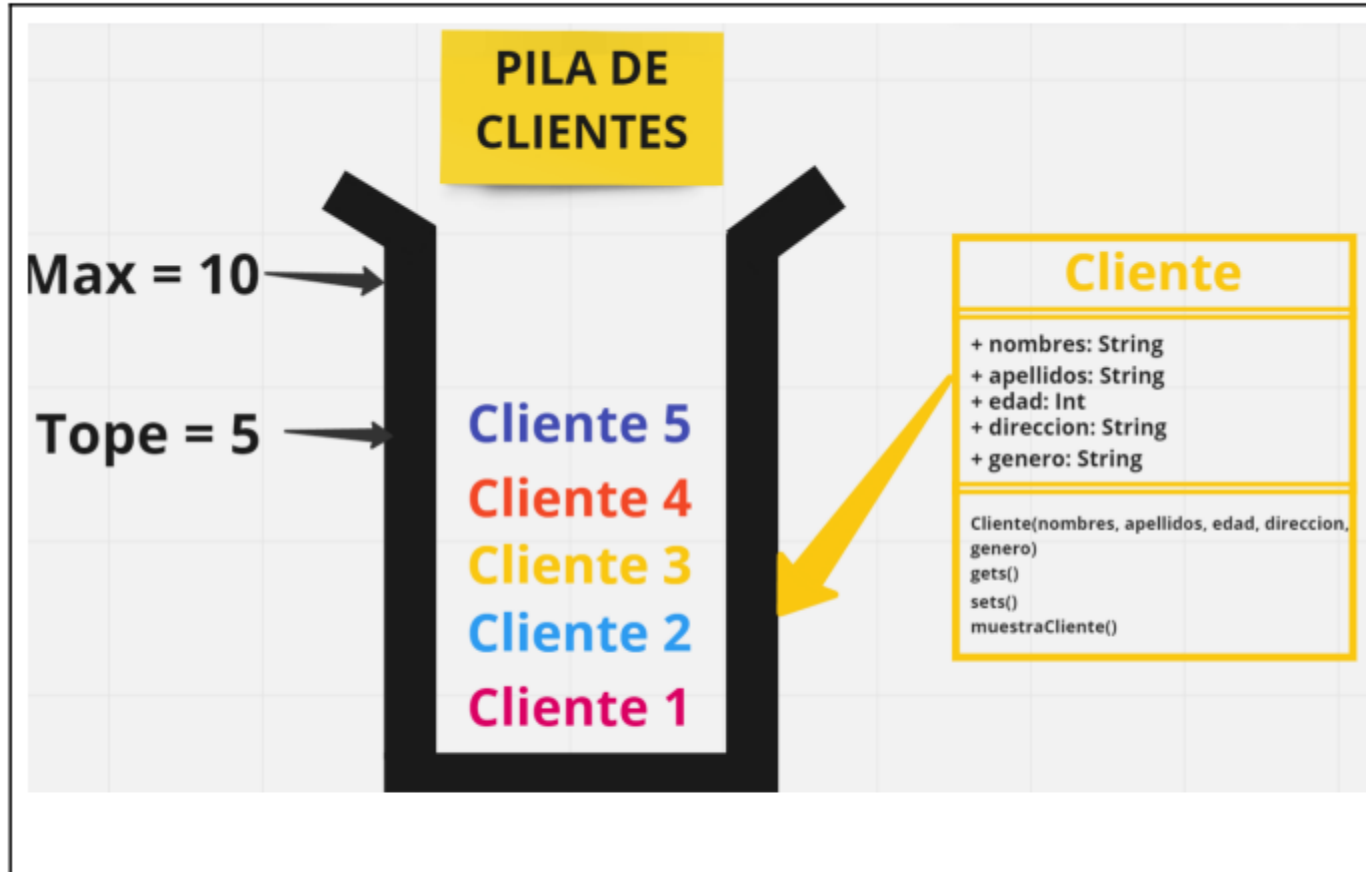 PILA DE
CLIENTES
Max = 10
Tope = 5
Cliente 5
Cliente 4
Cliente 3
Cliente 2
Cliente 1
Cliente
+ nombres: String
+ apellidos: String
+ edad: Int
+ direccion: String
+ genero: String
Cliente(nombres, apellidos, edad, direccion,
genero)
gets()
sets()
muestraCliente()